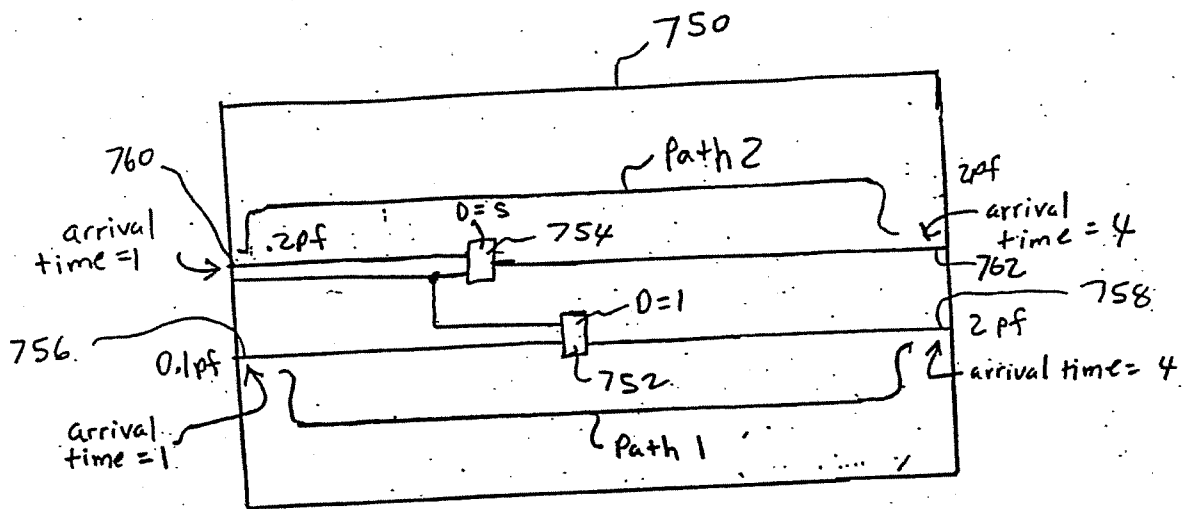 750
760
Path 2
2pf
arrival
time = 1
.2pf
D = 5
754
arrival
time = 4
762
758
D = 1
756
0.1pf
2 pf
752
arrival time = 4
arrival
time = 1
Path 1